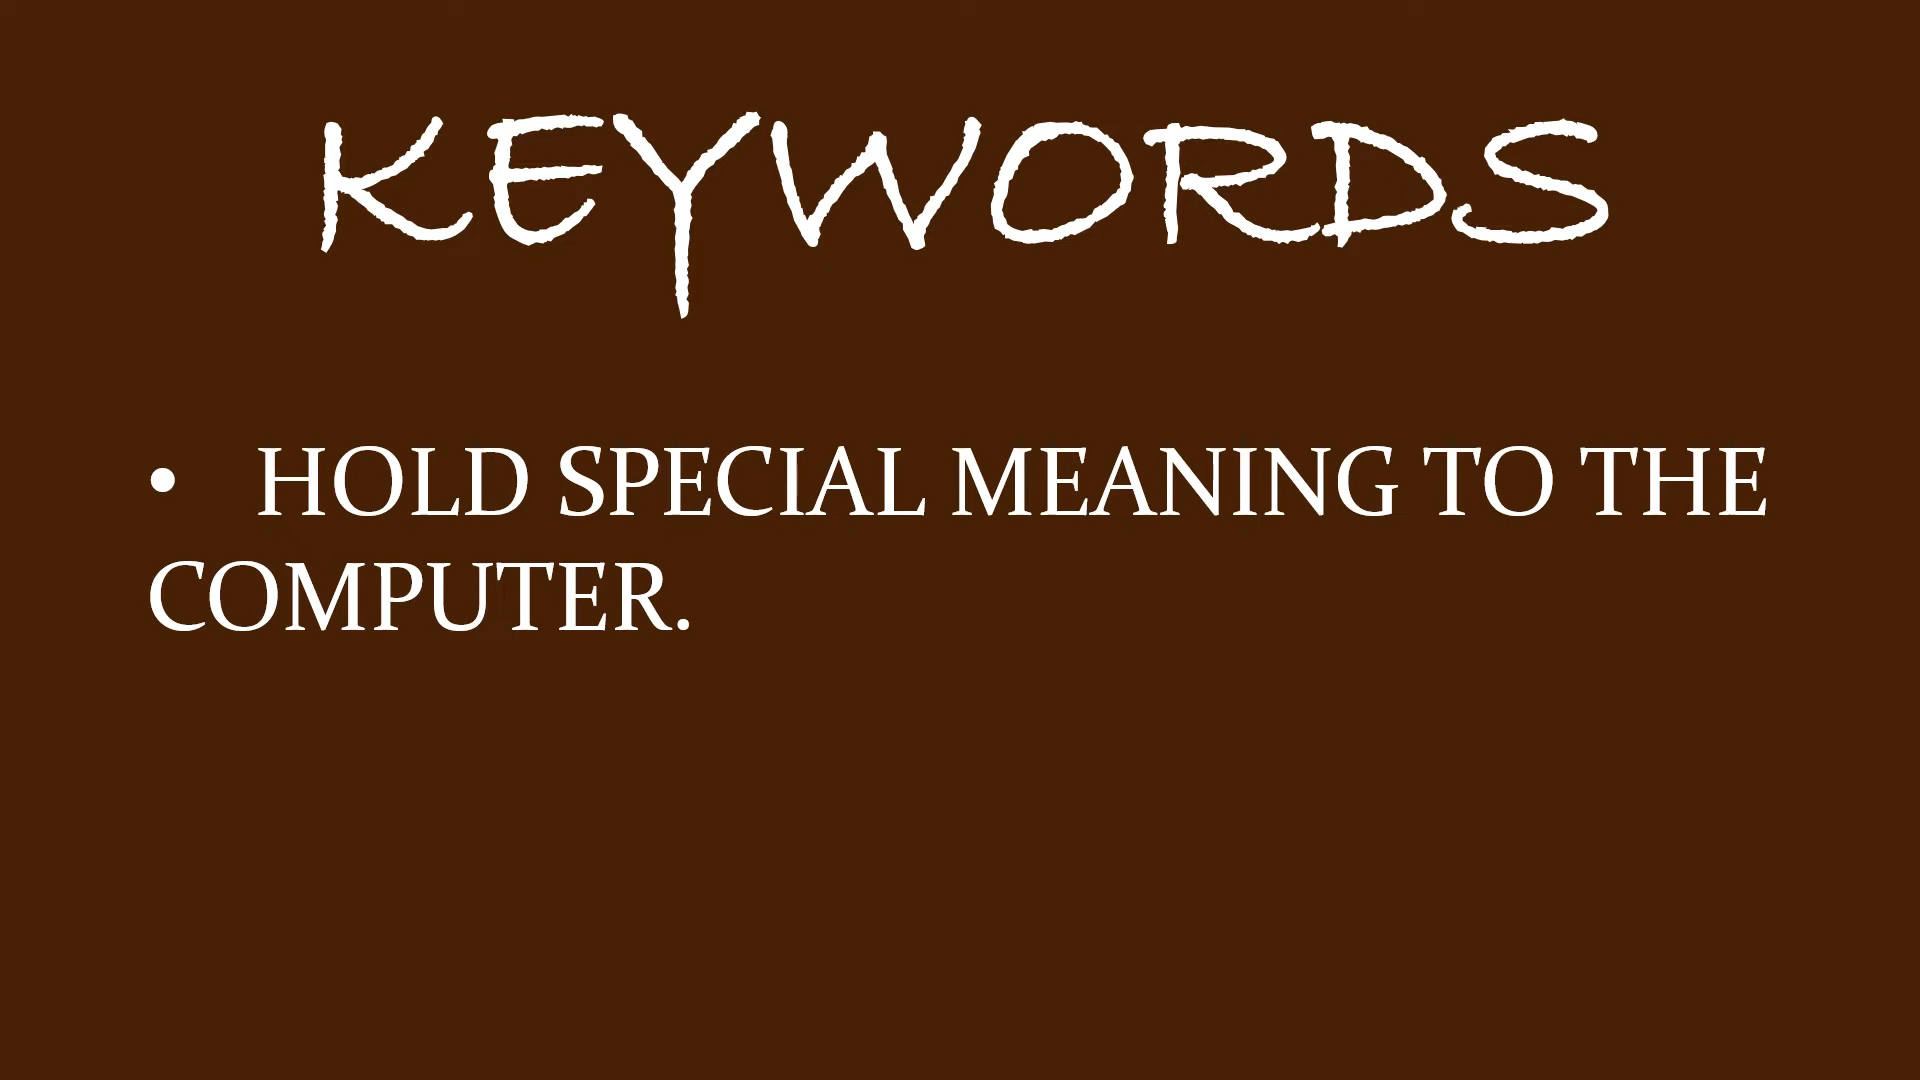 KEYWORDS
• HOLD SPECIAL MEANING TO THE
COMPUTER.